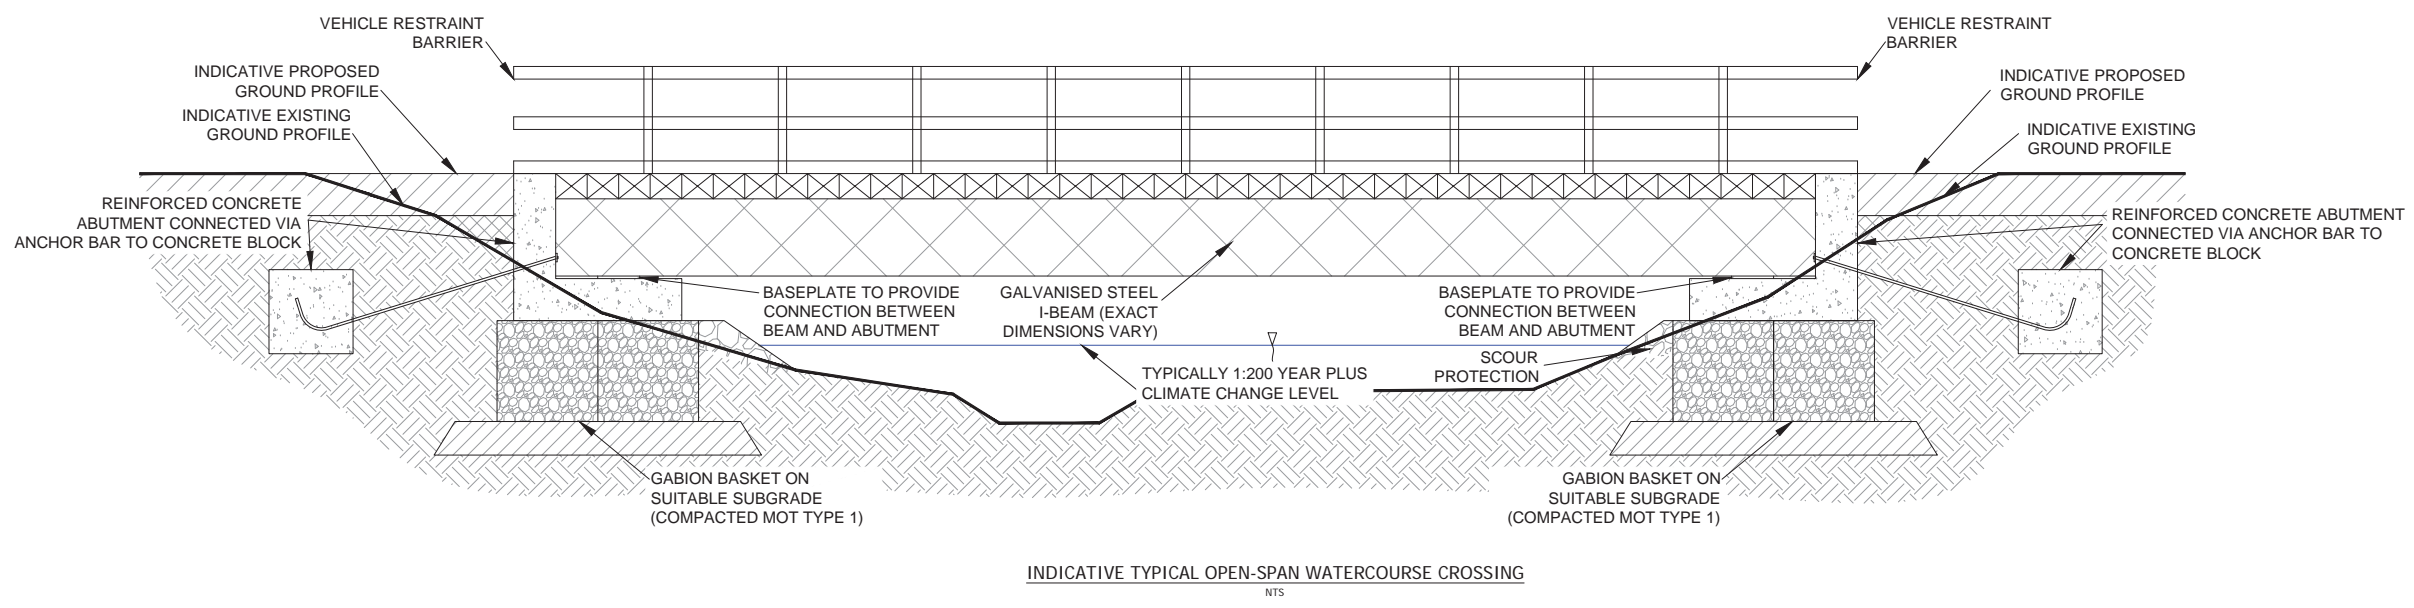 VEHICLE RESTRAINT
BARRIER
INDICATIVE PROPOSED
GROUND PROFILE
INDICATIVE EXISTING
GROUND PROFILE
REINFORCED CONCRETE
ABUTMENT CONNECTED VIA
ANCHOR BAR TO CONCRETE BLOCK
VEHICLE RESTRAINT
BARRIER
INDICATIVE PROPOSED
GROUND PROFILE
INDICATIVE EXISTING
GROUND PROFILE
REINFORCED CONCRETE ABUTMENT
CONNECTED VIA ANCHOR BAR TO
CONCRETE BLOCK
BASEPLATE TO PROVIDE
CONNECTION BETWEEN
BEAM AND ABUTMENT
GALVANISED STEEL
I-BEAM (EXACT
DIMENSIONS VARY)
BASEPLATE TO PROVIDE
CONNECTION BETWEEN
BEAM AND ABUTMENT
SCOUR
PROTECTION
TYPICALLY 1:200 YEAR PLUS
CLIMATE CHANGE LEVEL
GABION BASKET ON
SUITABLE SUBGRADE
(COMPACTED MOT TYPE 1)
GABION BASKET ON
SUITABLE SUBGRADE
(COMPACTED MOT TYPE 1)
INDICATIVE TYPICAL OPEN-SPAN WATERCOURSE CROSSING
NTS